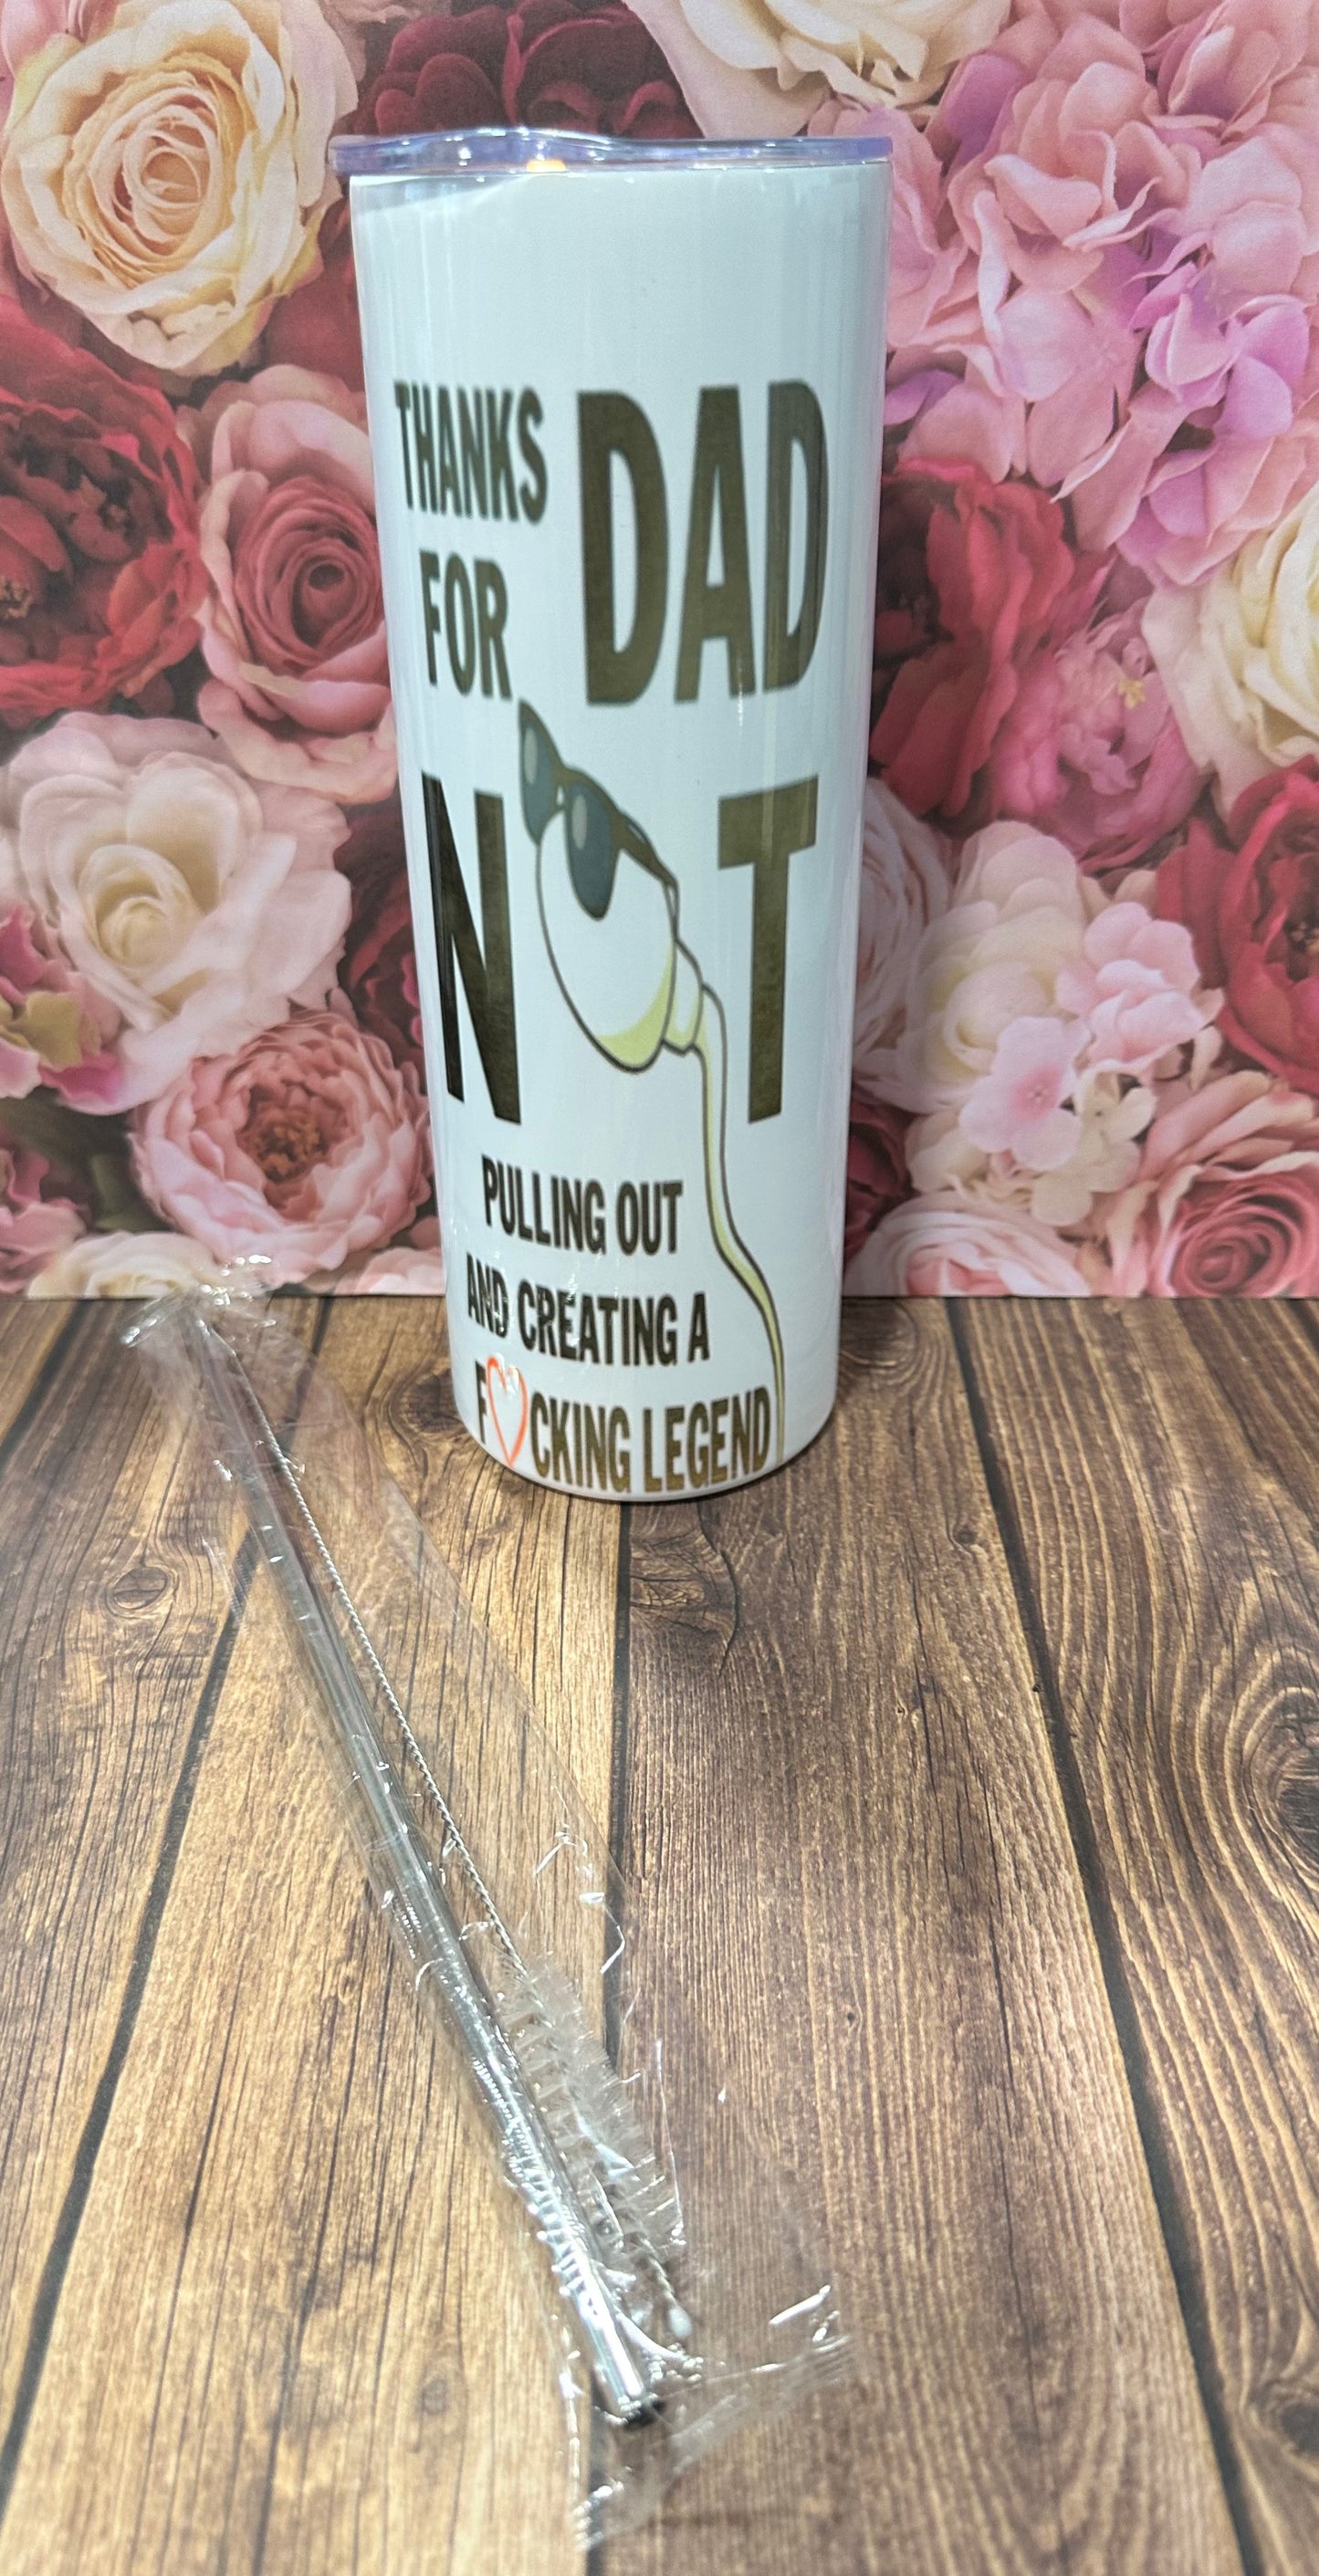 THANKS DAD
FOR
N T
PULLING OUT
AND CREATING A
F♡CKING LEGEND